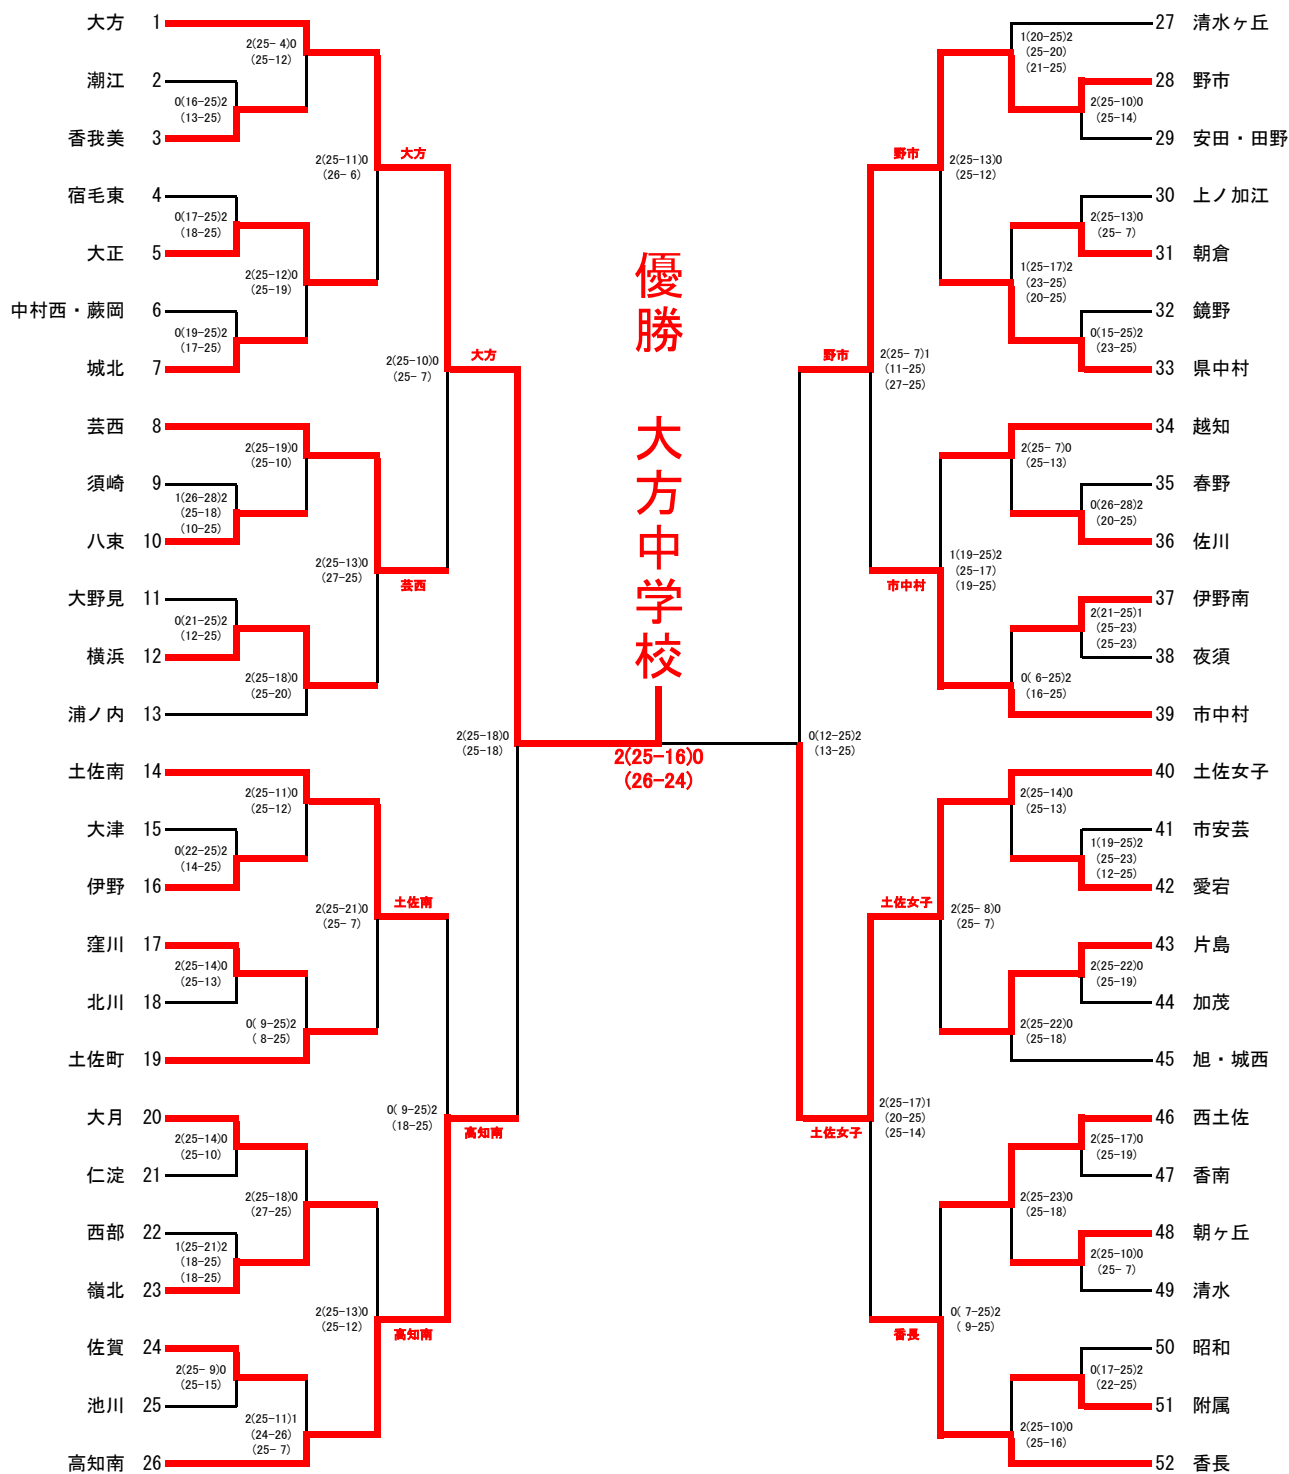 大方 1
2(25- 4)0
(25-12)
潮江 2
0(16-25)2
(13-25)
香我美 3
2(25-11)0
(26- 6)
大方
宿毛東 4
0(17-25)2
(18-25)
大正 5
2(25-12)0
(25-19)
中村西・蕨岡 6
0(19-25)2
(17-25)
城北 7
2(25-10)0
(25- 7)
大方
芸西 8
2(25-19)0
(25-10)
須崎 9
1(26-28)2
(25-18)
(10-25)
八束 10
2(25-13)0
(27-25)
芸西
大野見 11
0(21-25)2
(12-25)
横浜 12
2(25-18)0
(25-20)
浦ノ内 13
2(25-18)0
(25-18)
土佐南 14
2(25-11)0
(25-12)
大津 15
0(22-25)2
(14-25)
伊野 16
2(25-21)0
(25- 7)
土佐南
窪川 17
2(25-14)0
(25-13)
北川 18
0( 9-25)2
( 8-25)
土佐町 19
0( 9-25)2
(18-25)
高知南
大月 20
2(25-14)0
(25-10)
仁淀 21
2(25-18)0
(27-25)
西部 22
1(25-21)2
(18-25)
(18-25)
嶺北 23
2(25-13)0
(25-12)
高知南
佐賀 24
2(25- 9)0
(25-15)
池川 25
2(25-11)1
(24-26)
(25- 7)
高知南 26
優勝 大方中学校
2(25-16)0
(26-24)
27 清水ヶ丘
1(20-25)2
(25-20)
(21-25)
28 野市
2(25-10)0
(25-14)
29 安田・田野
野市
2(25-13)0
(25-12)
30 上ノ加江
2(25-13)0
(25- 7)
31 朝倉
1(25-17)2
(23-25)
(20-25)
32 鏡野
0(15-25)2
(23-25)
33 県中村
野市
2(25- 7)1
(11-25)
(27-25)
34 越知
2(25- 7)0
(25-13)
35 春野
0(26-28)2
(20-25)
36 佐川
市中村
1(19-25)2
(25-17)
(19-25)
37 伊野南
2(21-25)1
(25-23)
(25-23)
38 夜須
0( 6-25)2
(16-25)
39 市中村
0(12-25)2
(13-25)
40 土佐女子
2(25-14)0
(25-13)
41 市安芸
1(19-25)2
(25-23)
(12-25)
42 愛宕
土佐女子
2(25- 8)0
(25- 7)
43 片島
2(25-22)0
(25-19)
44 加茂
2(25-22)0
(25-18)
45 旭・城西
土佐女子
2(25-17)1
(20-25)
(25-14)
46 西土佐
2(25-17)0
(25-19)
47 香南
2(25-23)0
(25-18)
48 朝ヶ丘
2(25-10)0
(25- 7)
49 清水
香長
0( 7-25)2
( 9-25)
50 昭和
0(17-25)2
(22-25)
51 附属
2(25-10)0
(25-16)
52 香長